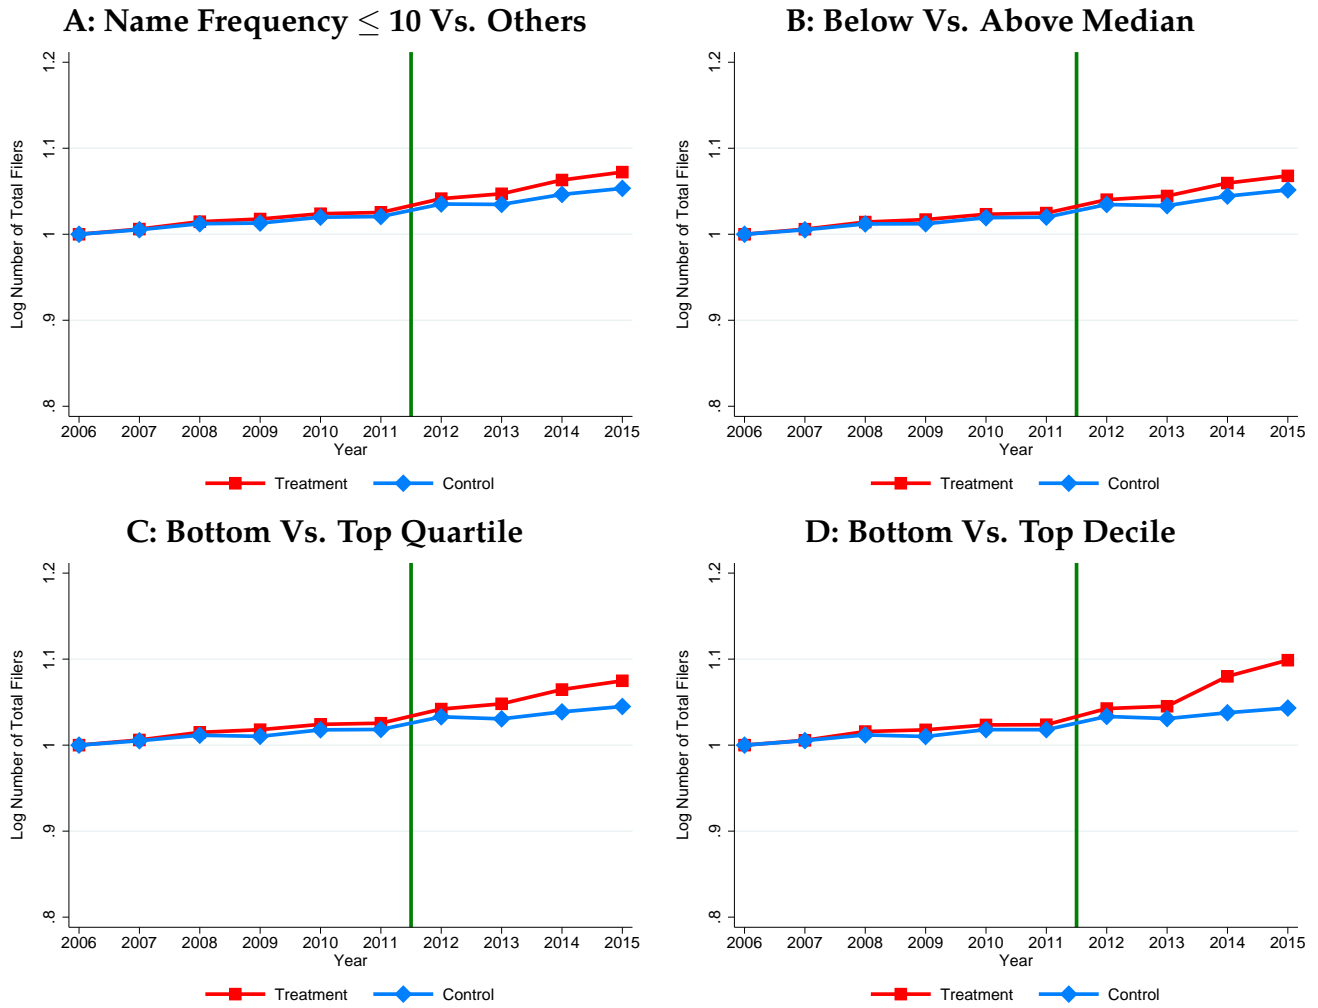 A: Name Frequency ≤ 10 Vs. Others
Log Number of Total Filers
1.2
1.1
1
.9
.8
2006 2007 2008 2009 2010 2011 2012 2013 2014 2015
Year
Treatment Control
B: Below Vs. Above Median
Log Number of Total Filers
1.2
1.1
1
.9
.8
2006 2007 2008 2009 2010 2011 2012 2013 2014 2015
Year
Treatment Control
C: Bottom Vs. Top Quartile
Log Number of Total Filers
1.2
1.1
1
.9
.8
2006 2007 2008 2009 2010 2011 2012 2013 2014 2015
Year
Treatment Control
D: Bottom Vs. Top Decile
Log Number of Total Filers
1.2
1.1
1
.9
.8
2006 2007 2008 2009 2010 2011 2012 2013 2014 2015
Year
Treatment Control